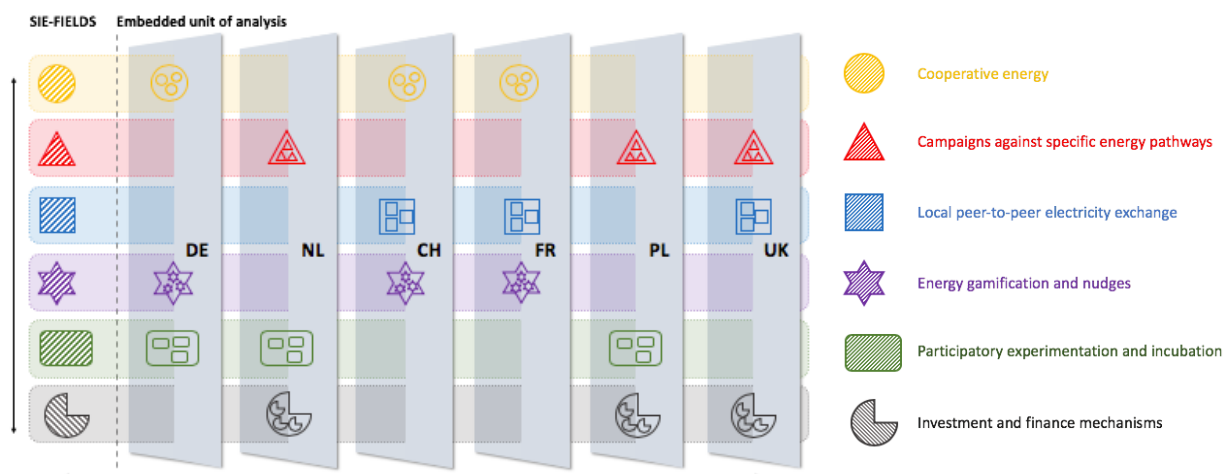 SIE-FIELDS Embedded unit of analysis
Cooperative energy
Campaigns against specific energy pathways
Local peer-to-peer electricity exchange
DE NL CH FR PL UK
Energy gamification and nudges
Participatory experimentation and incubation
Investment and finance mechanisms